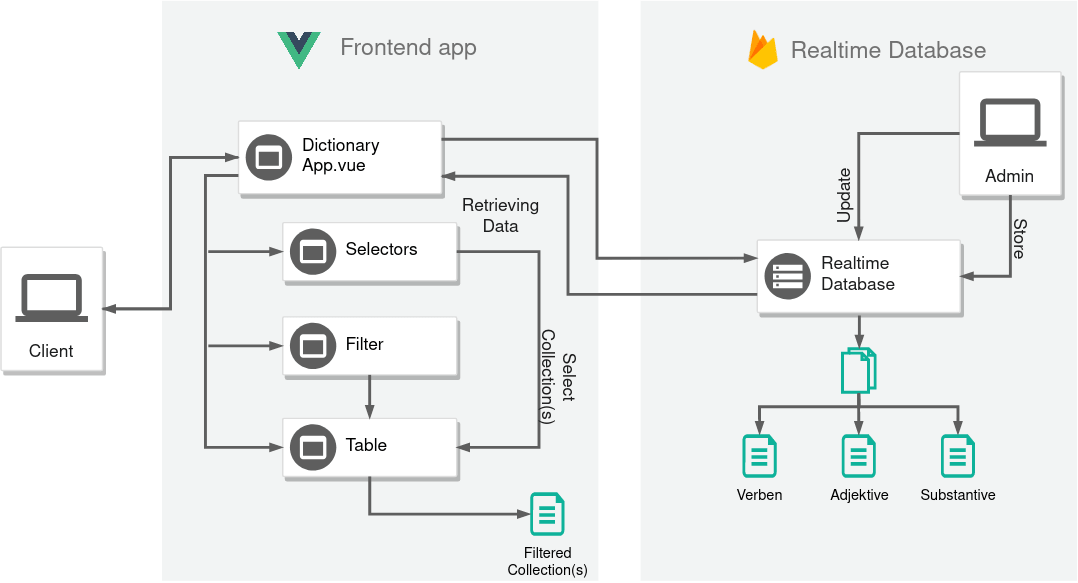 Frontend app
Realtime Database
Dictionary
App.vue
Admin
Update
Store
Retrieving
Data
Selectors
Realtime
Database
Client
Filter
Select
Collection(s)
Table
Verben
Adjektive
Substantive
Filtered
Collection(s)